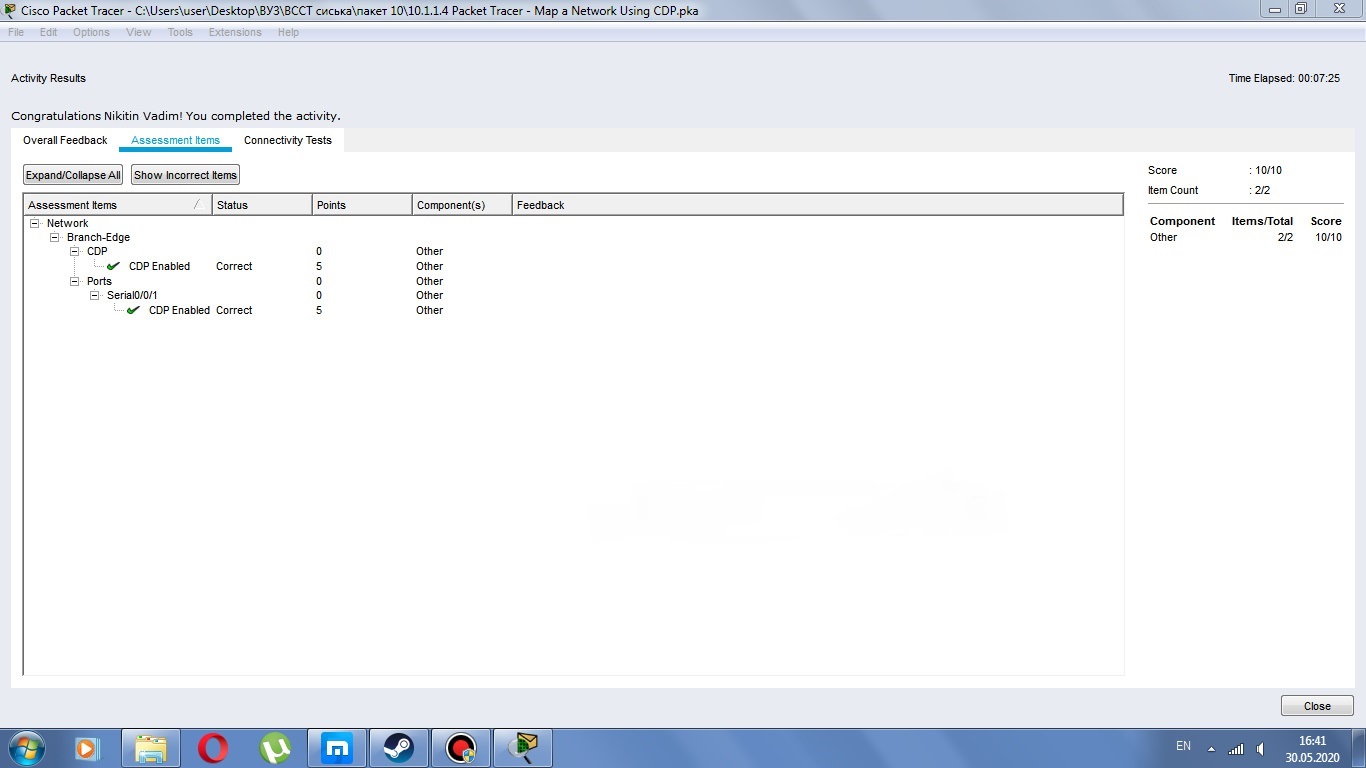 Cisco Packet Tracer - C:\Users\user\Desktop\ВУЗ\ВССТ сиська\пакет 10\10.1.1.4 Packet Tracer - Map a Network Using CDP.pka
File Edit Options View Tools Extensions Help
Activity Results
Time Elapsed: 00:07:25
Congratulations Nikitin Vadim! You completed the activity.
Overall Feedback Assessment Items Connectivity Tests
Expand/Collapse All Show Incorrect Items
Score : 10/10
Item Count : 2/2
Component Items/Total Score
Other 2/2 10/10
Assessment Items Status Points Component(s) Feedback
Network
Branch-Edge
CDP 0 Other
CDP Enabled Correct 5 Other
Ports 0 Other
Serial0/0/1 0 Other
CDP Enabled Correct 5 Other
Close
EN
16:41
30.05.2020